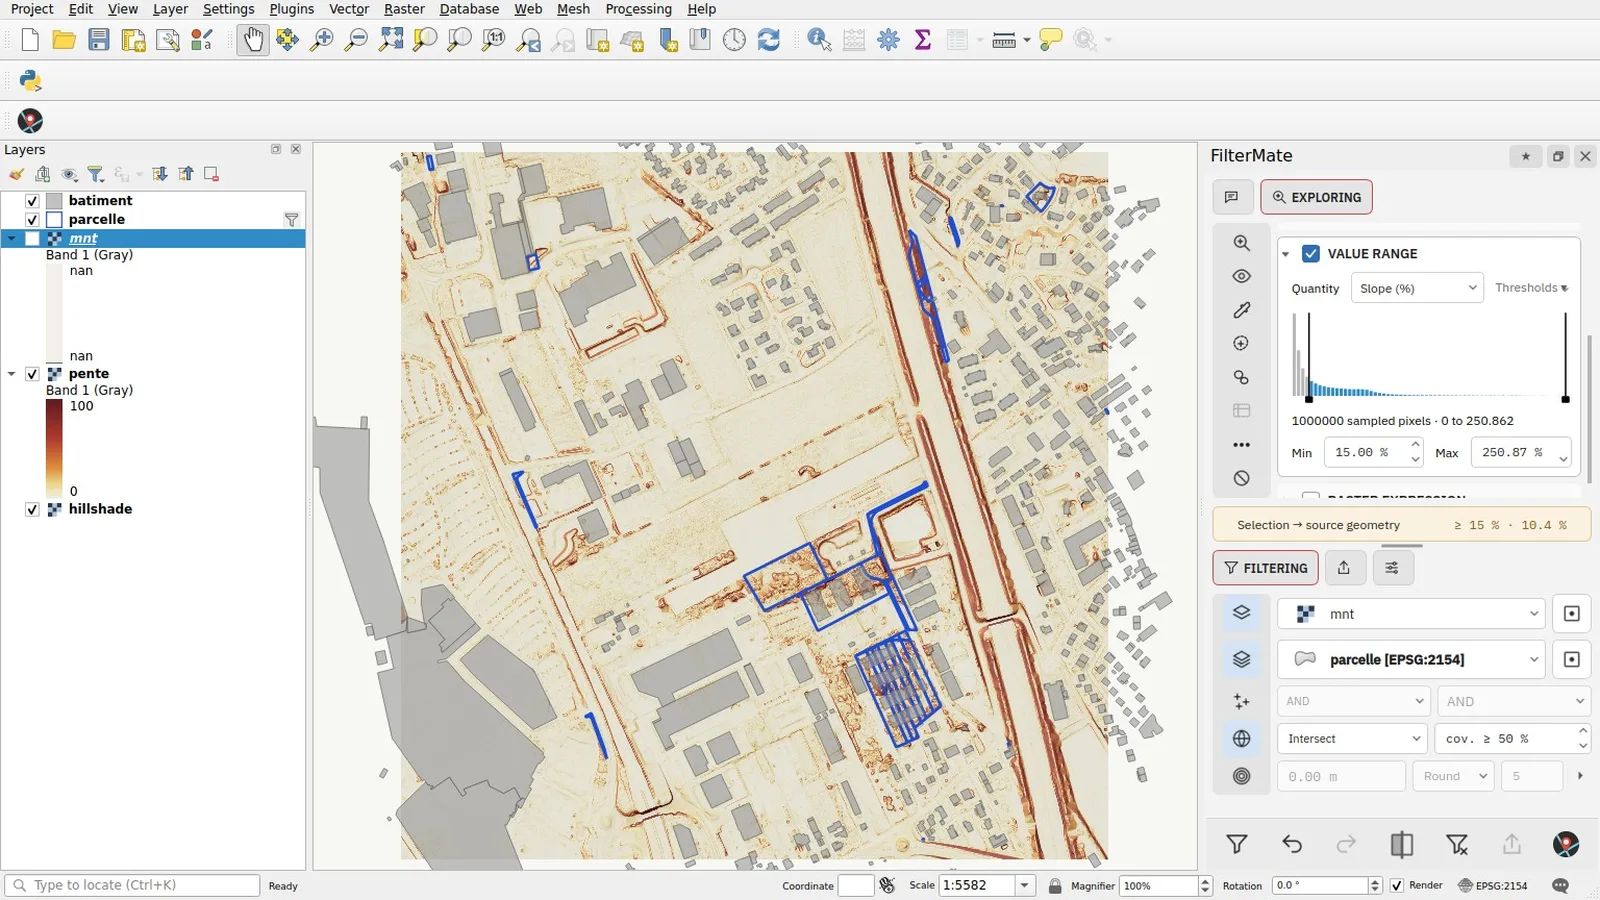 Project Edit View Layer Settings Plugins Vector Raster Database Web Mesh Processing Help
1:1
Layers
batiment
parcelle
mnt
Band 1 (Gray)
nan
nan
pente
Band 1 (Gray)
100
0
hillshade
FilterMate
EXPLORING
VALUE RANGE
Quantity Slope (%) Thresholds
1000000 sampled pixels · 0 to 250.862
Min 15.00 % Max 250.87 %
RASTER EXPRESSION
Selection → source geometry ≥ 15 % · 10.4 %
FILTERING
mnt
parcelle [EPSG:2154]
AND AND
Intersect cov. ≥ 50 %
0.00 m Round 5
Type to locate (Ctrl+K) Ready Coordinate Scale 1:5582 Magnifier 100% Rotation 0.0 ° Render EPSG:2154